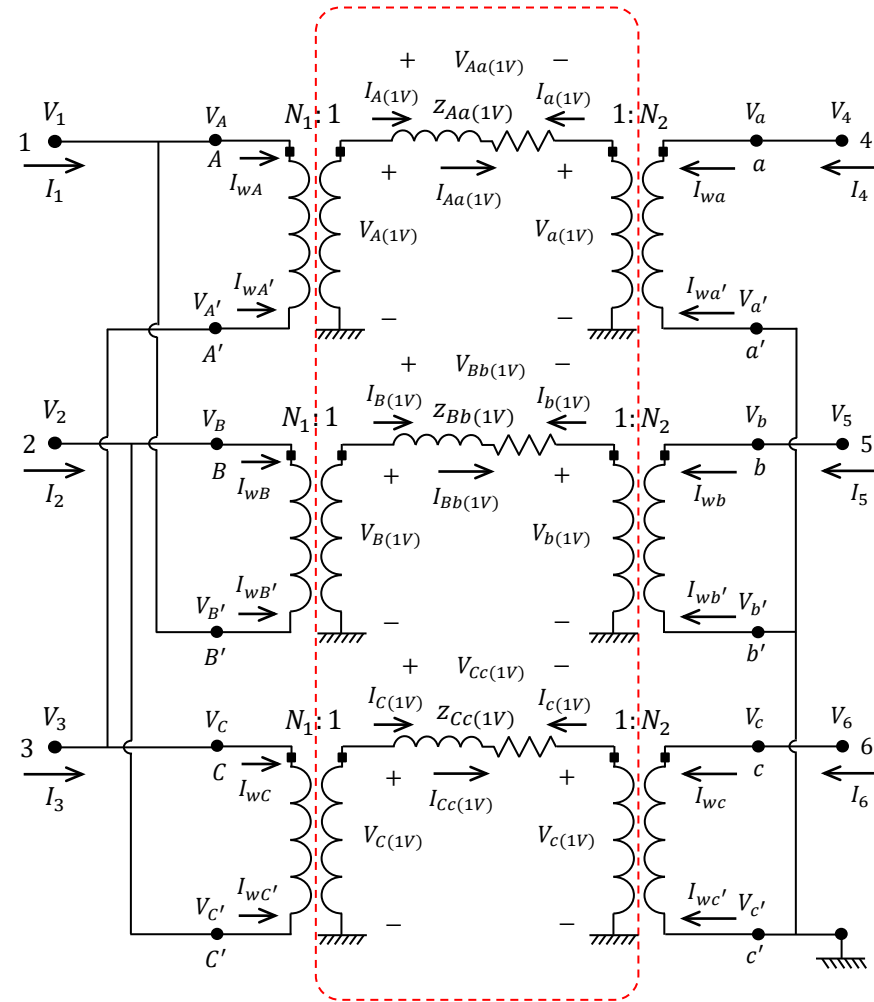 + V_{Aa(1V)} −
V_1 V_A N_1:1 I_{A(1V)} z_{Aa(1V)} I_{a(1V)} 1:N_2 V_a V_4
1 A 4
I_1 I_{wA} + I_{Aa(1V)} + I_{wa} a I_4
V_{A(1V)} V_{a(1V)}
V_{A'} I_{wA'} I_{wa'} V_{a'}
A' − − a'
+ V_{Bb(1V)} −
V_2 V_B N_1:1 I_{B(1V)} z_{Bb(1V)} I_{b(1V)} 1:N_2 V_b V_5
2 B b 5
I_2 I_{wB} + I_{Bb(1V)} + I_{wb} I_5
V_{B(1V)} V_{b(1V)}
V_{B'} I_{wB'} I_{wb'} V_{b'}
B' − − b'
+ V_{Cc(1V)} −
V_3 V_C N_1:1 I_{C(1V)} z_{Cc(1V)} I_{c(1V)} 1:N_2 V_c V_6
3 C c 6
I_3 I_{wC} + I_{Cc(1V)} + I_{wc} I_6
V_{C(1V)} V_{c(1V)}
V_{C'} I_{wC'} I_{wc'} V_{c'}
C' − − c'